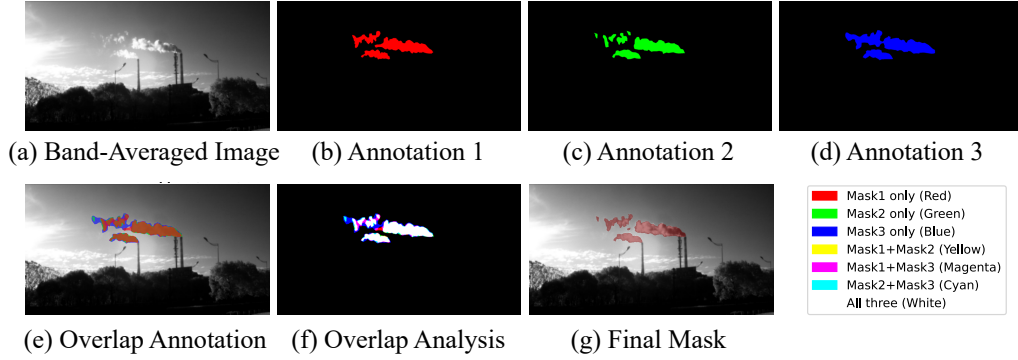 (a) Band-Averaged Image
(b) Annotation 1
(c) Annotation 2
(d) Annotation 3
Mask1 only (Red)
Mask2 only (Green)
Mask3 only (Blue)
Mask1+Mask2 (Yellow)
Mask1+Mask3 (Magenta)
Mask2+Mask3 (Cyan)
All three (White)
(e) Overlap Annotation
(f) Overlap Analysis
(g) Final Mask